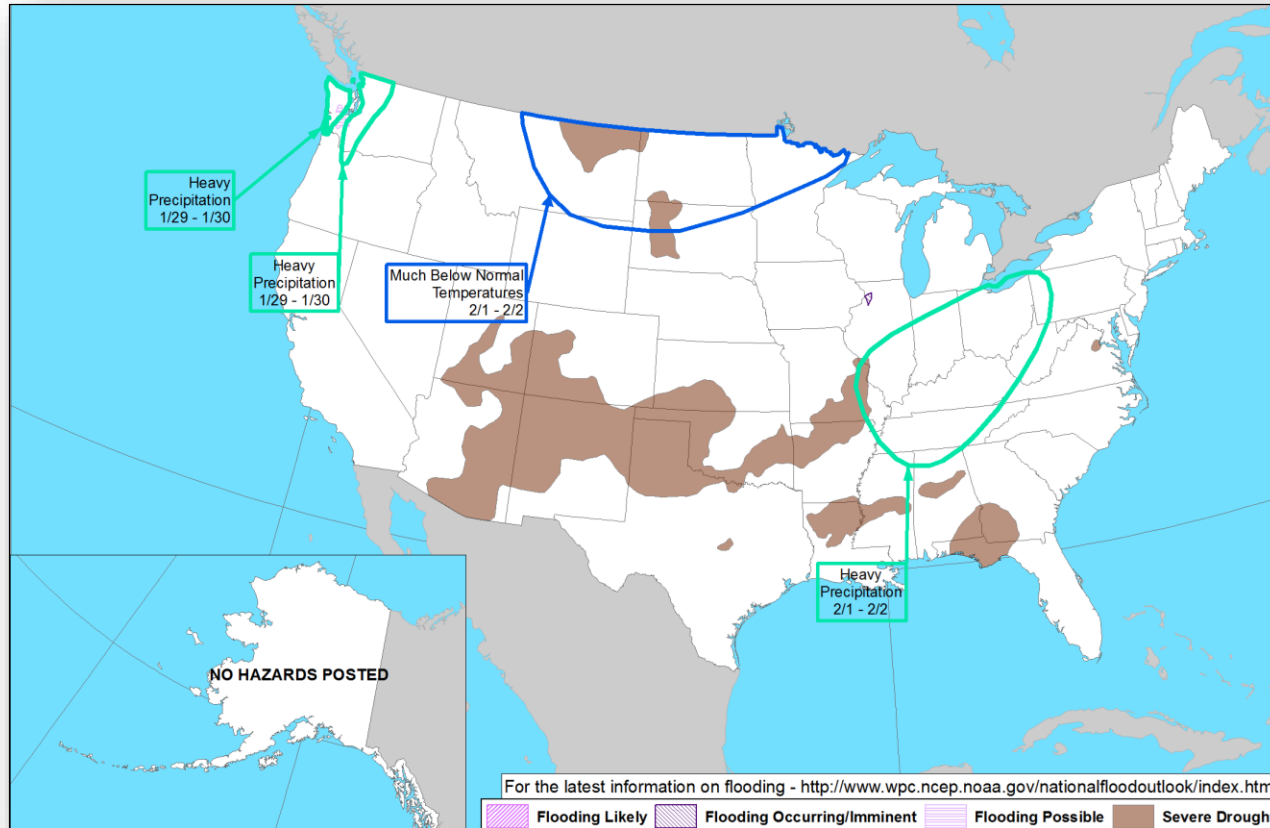 Heavy
Precipitation
1/29 - 1/30
Heavy
Precipitation
1/29 - 1/30
Much Below Normal
Temperatures
2/1 - 2/2
Heavy
Precipitation
2/1 - 2/2
NO HAZARDS POSTED
For the latest information on flooding - http://www.wpc.ncep.noaa.gov/nationalfloodoutlook/index.htm
Flooding Likely Flooding Occurring/Imminent Flooding Possible Severe Drough